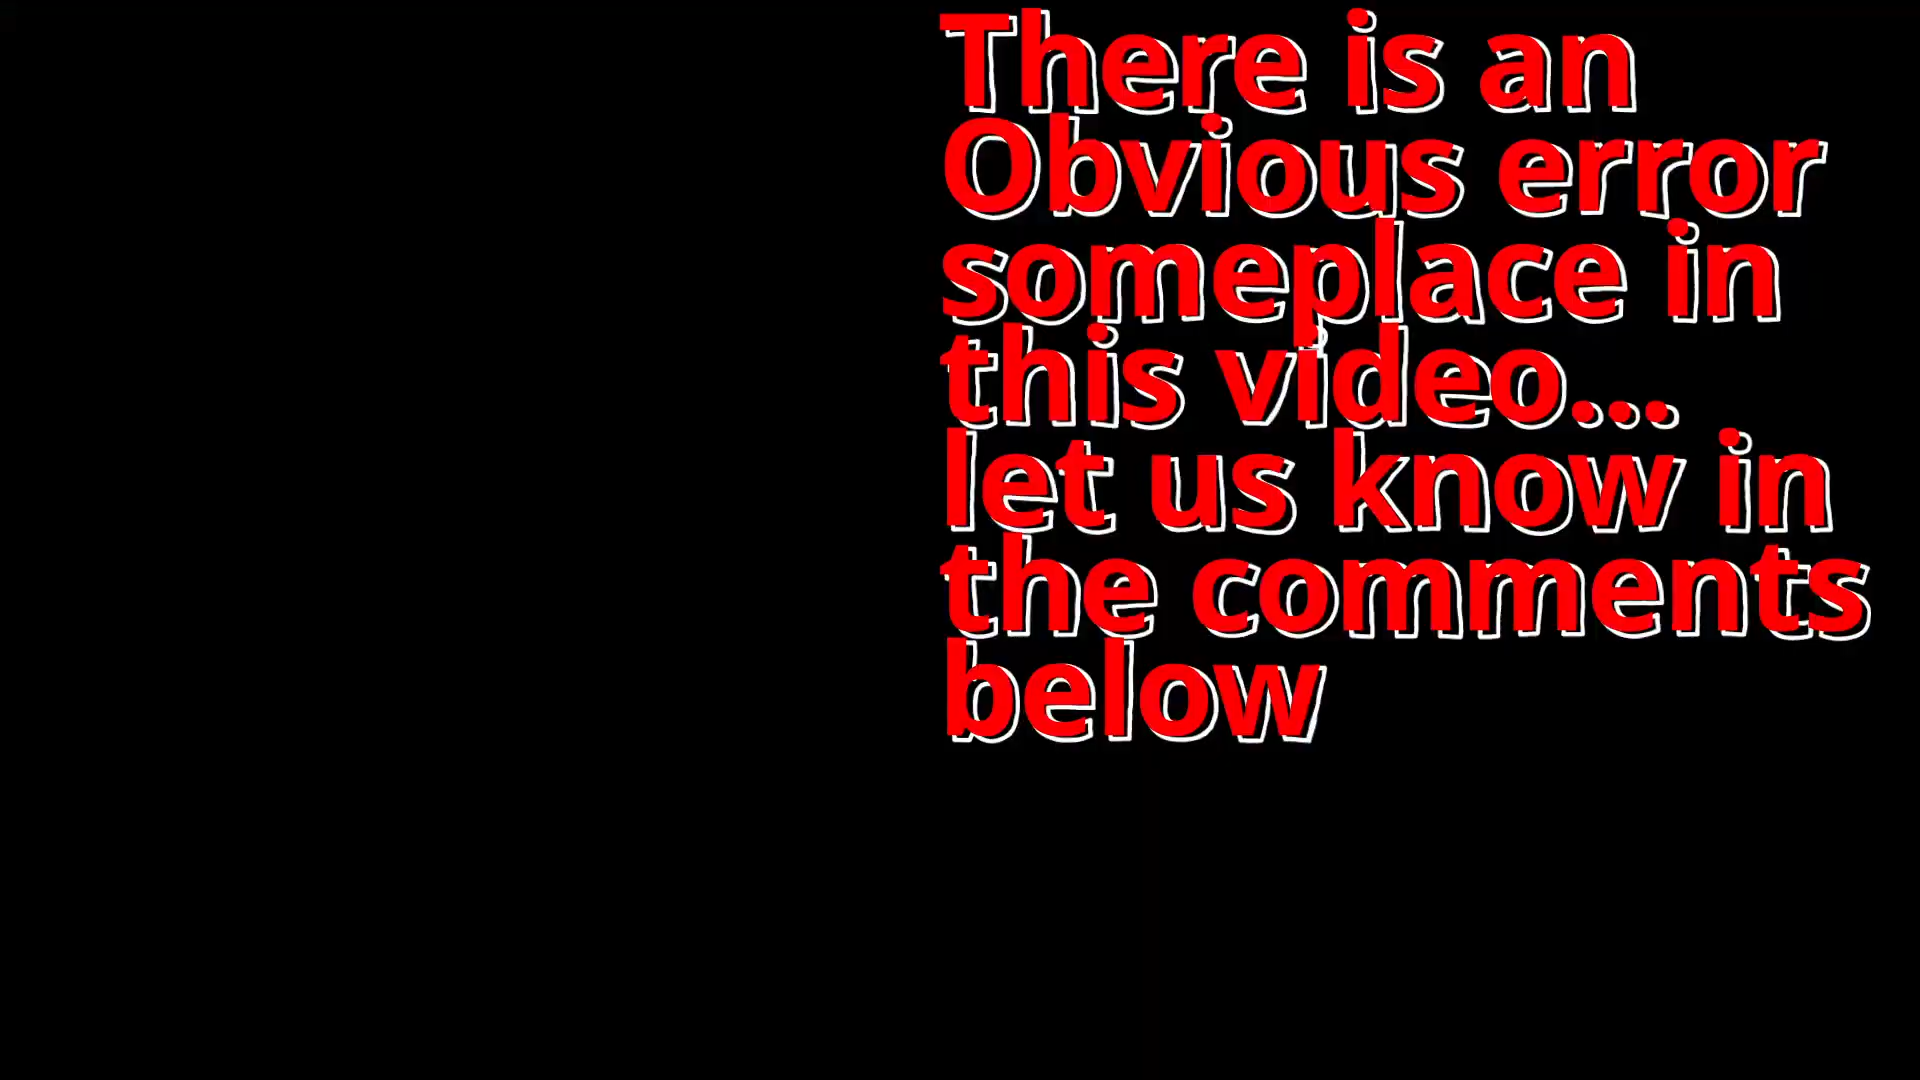 There is an
Obvious error
someplace in
this video...
let us know in
the comments
below